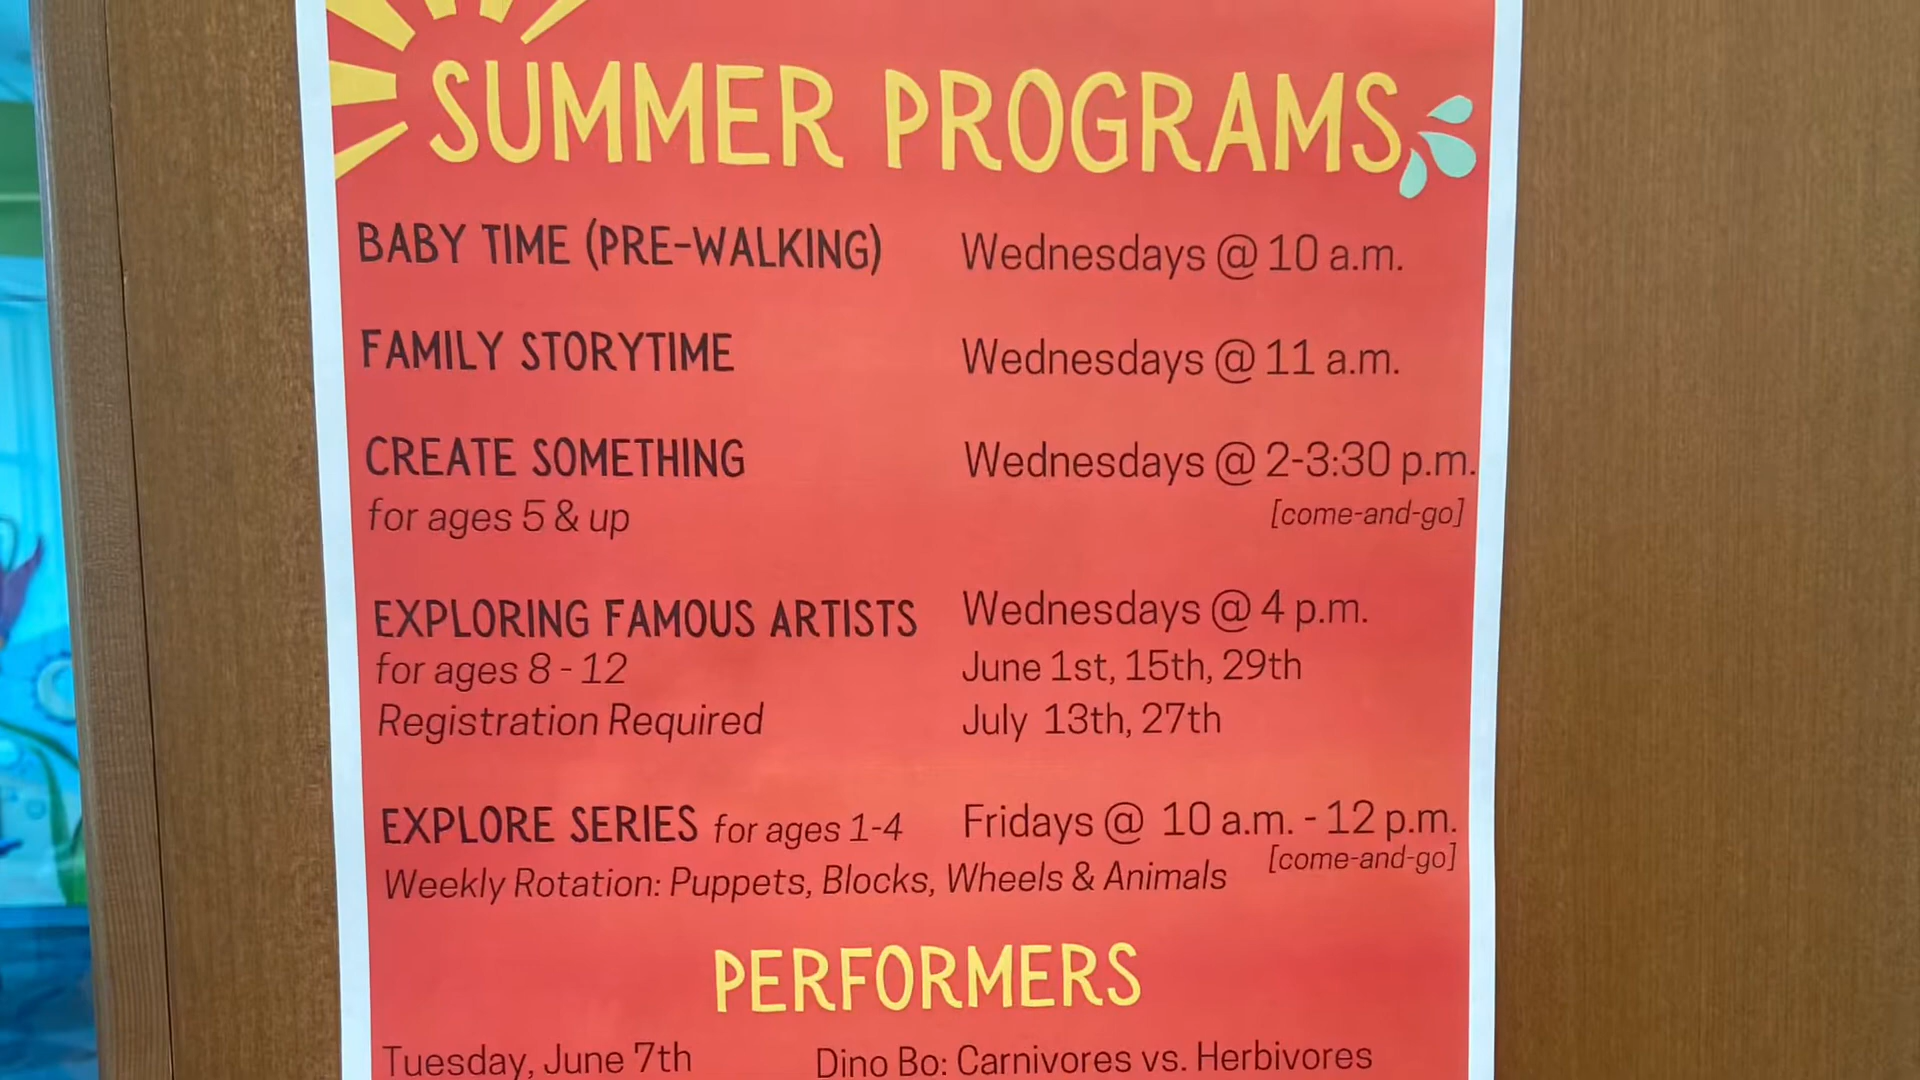 SUMMER PROGRAMS
BABY TIME (PRE-WALKING) Wednesdays @ 10 a.m.
FAMILY STORYTIME Wednesdays @ 11 a.m.
CREATE SOMETHING Wednesdays @ 2-3:30 p.m.
for ages 5 & up [come-and-go]
EXPLORING FAMOUS ARTISTS Wednesdays @ 4 p.m.
for ages 8 - 12 June 1st, 15th, 29th
Registration Required July 13th, 27th
EXPLORE SERIES for ages 1-4 Fridays @ 10 a.m. - 12 p.m.
Weekly Rotation: Puppets, Blocks, Wheels & Animals [come-and-go]
PERFORMERS
Tuesday, June 7th Dino Bo: Carnivores vs. Herbivores